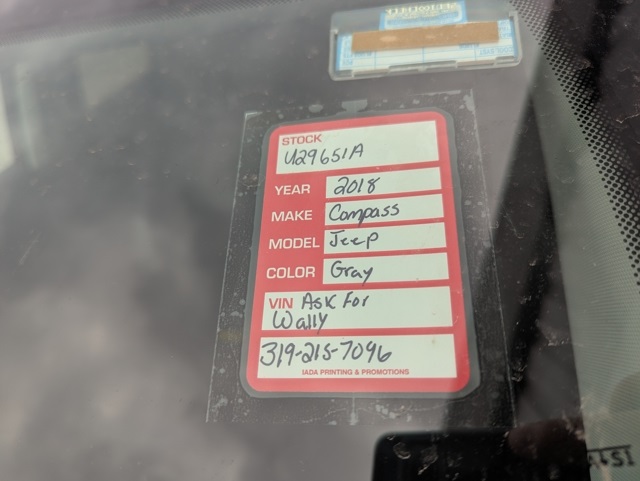 STOCK
U29651A
YEAR 2018
MAKE Compass
MODEL Jeep
COLOR Gray
VIN Ask For
Wally
319-215-7096
IADA PRINTING & PROMOTIONS